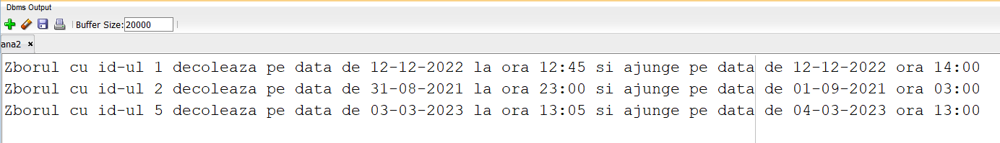 Dbms Output
Buffer Size: 20000
ana2
Zborul cu id-ul 1 decoleaza pe data de 12-12-2022 la ora 12:45 si ajunge pe data de 12-12-2022 ora 14:00
Zborul cu id-ul 2 decoleaza pe data de 31-08-2021 la ora 23:00 si ajunge pe data de 01-09-2021 ora 03:00
Zborul cu id-ul 5 decoleaza pe data de 03-03-2023 la ora 13:05 si ajunge pe data de 04-03-2023 ora 13:00